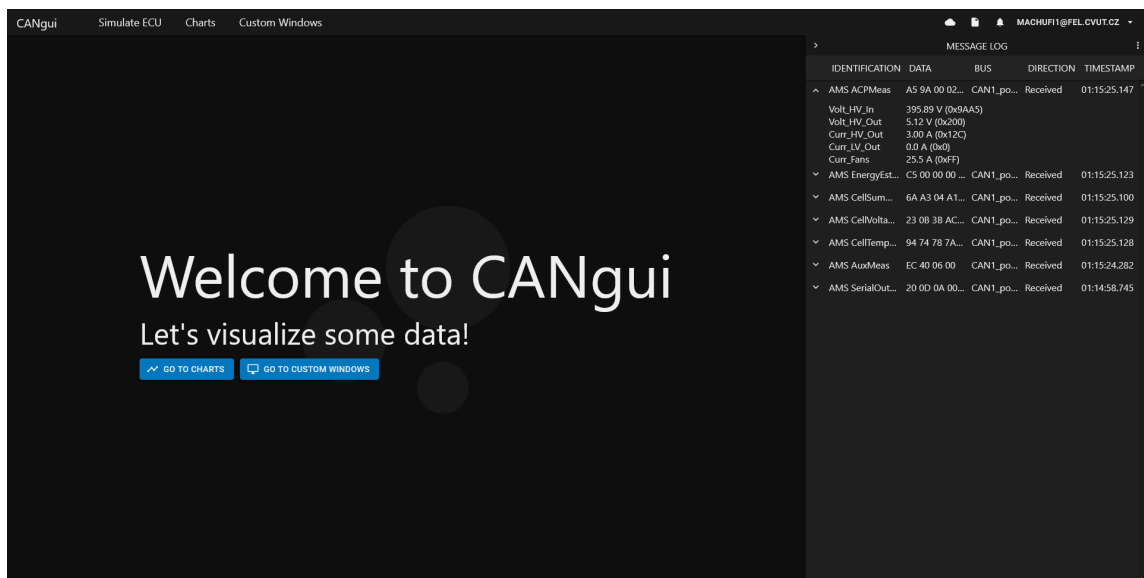 CANgui Simulate ECU Charts Custom Windows MACHUFI1@FEL.CVUT.CZ
MESSAGE LOG
IDENTIFICATION DATA BUS DIRECTION TIMESTAMP
AMS ACPMeas A5 9A 00 02... CAN1_po... Received 01:15:25.147
Volt_HV_In 395.89 V (0x9AA5)
Volt_HV_Out 5.12 V (0x200)
Curr_HV_Out 3.00 A (0x12C)
Curr_LV_Out 0.0 A (0x0)
Curr_Fans 25.5 A (0xFF)
AMS EnergyEst... C5 00 00 00 ... CAN1_po... Received 01:15:25.123
AMS CellSum... 6A A3 04 A1... CAN1_po... Received 01:15:25.100
AMS CellVolta... 23 0B 3B AC... CAN1_po... Received 01:15:25.129
AMS CellTemp... 94 74 78 7A... CAN1_po... Received 01:15:25.128
AMS AuxMeas EC 40 06 00 CAN1_po... Received 01:15:24.282
AMS SerialOut... 20 0D 0A 00... CAN1_po... Received 01:14:58.745
Welcome to CANgui
Let's visualize some data!
GO TO CHARTS GO TO CUSTOM WINDOWS